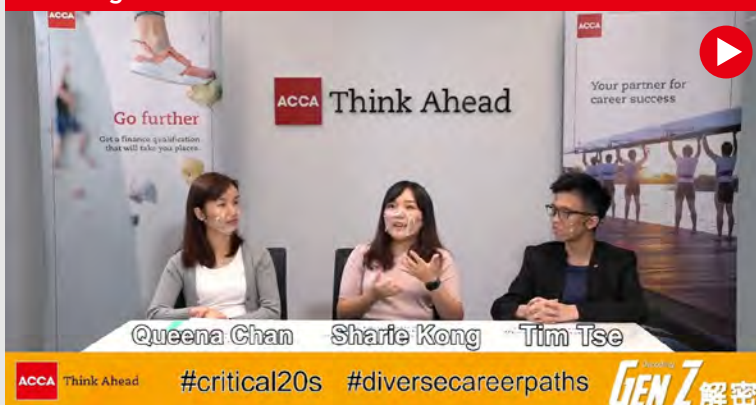 ACCA
Go further
Get a finance qualification
that will take you places.
ACCA Think Ahead
ACCA
Your partner for
career success
Queena Chan Sharie Kong Tim Tse
ACCA Think Ahead
#critical20s #diversecareerpaths
GEN Z 解密